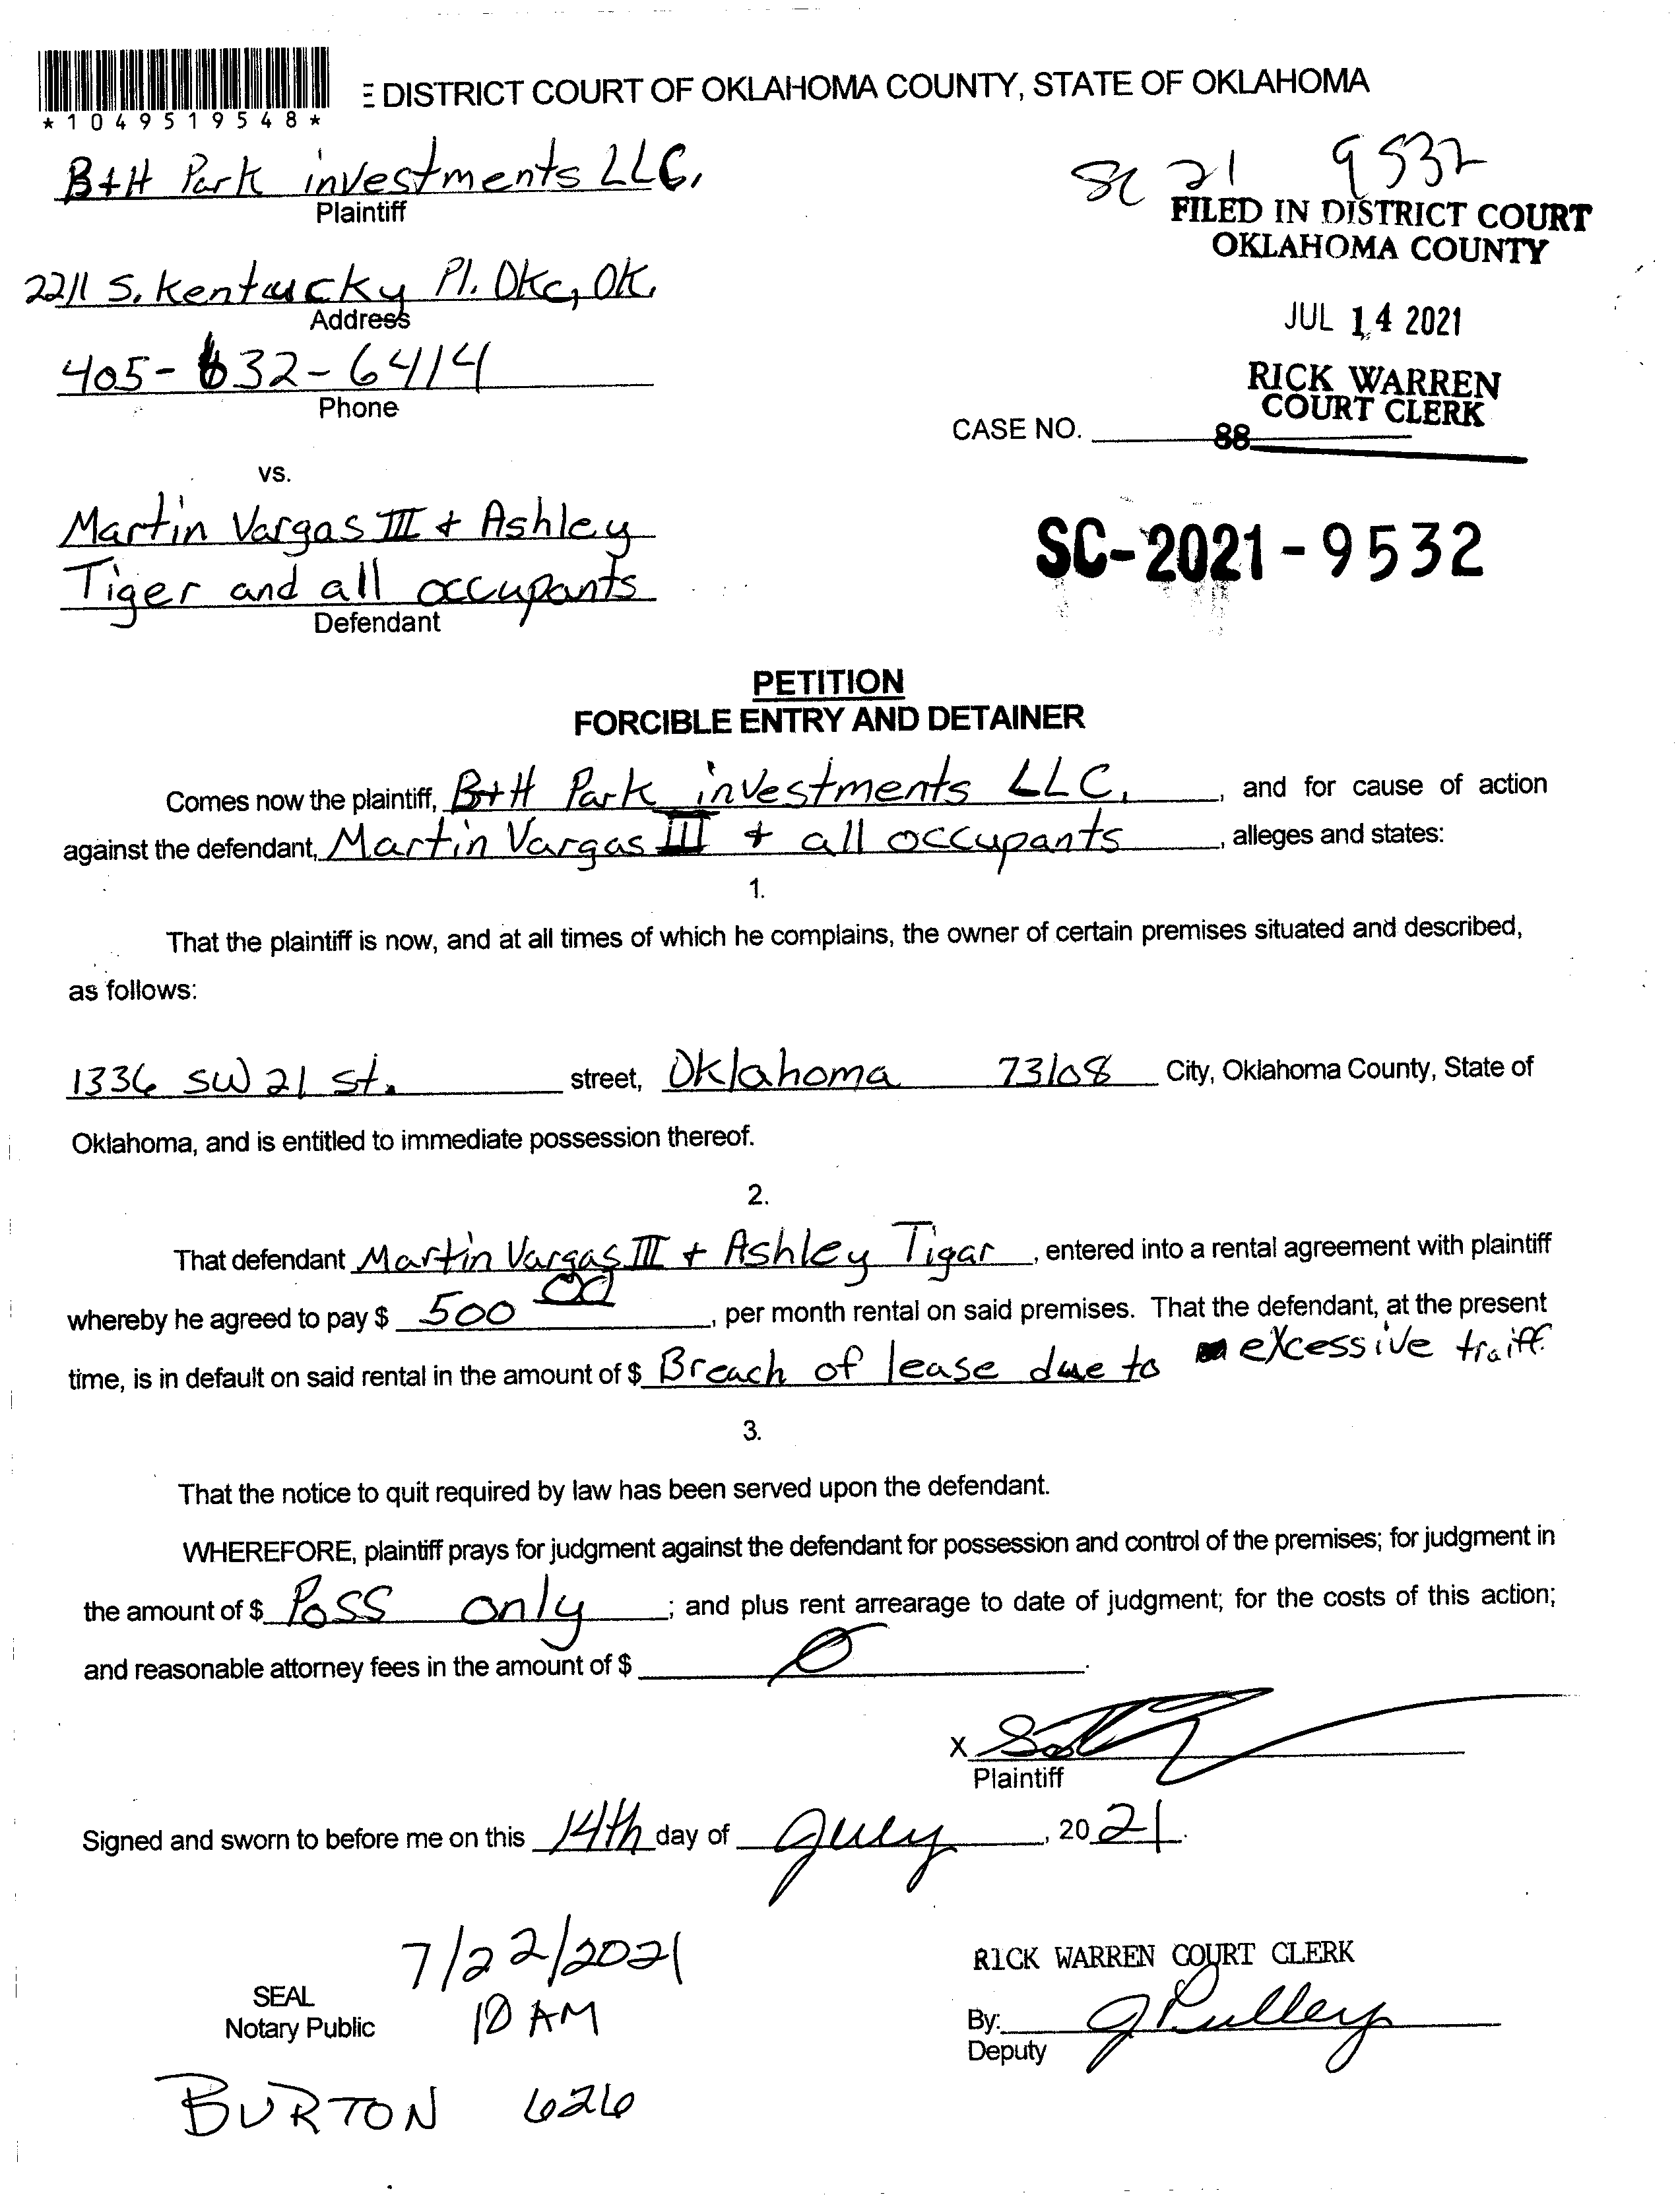 *1049519548*
E DISTRICT COURT OF OKLAHOMA COUNTY, STATE OF OKLAHOMA
B+H Park investments LLC,
Plaintiff
SC 21 9532
FILED IN DISTRICT COURT
OKLAHOMA COUNTY
2211 S. Kentucky Pl. Okc, OK,
Address
JUL 14 2021
405-632-6414
Phone
RICK WARREN
COURT CLERK
CASE NO. 88
vs.
Martin Vargas III + Ashley
Tiger and all occupants
Defendant
SC-2021-9532
PETITION
FORCIBLE ENTRY AND DETAINER
Comes now the plaintiff, B+H Park investments LLC, , and for cause of action
against the defendant, Martin Vargas III + all occupants , alleges and states:
1.
That the plaintiff is now, and at all times of which he complains, the owner of certain premises situated and described,
as follows:
1336 SW 21 St. street, Oklahoma 73108 City, Oklahoma County, State of
Oklahoma, and is entitled to immediate possession thereof.
2.
That defendant Martin Vargas III + Ashley Tigar , entered into a rental agreement with plaintiff
whereby he agreed to pay $ 500 00 , per month rental on said premises. That the defendant, at the present
time, is in default on said rental in the amount of $ Breach of lease due to excessive traiff.
3.
That the notice to quit required by law has been served upon the defendant.
WHEREFORE, plaintiff prays for judgment against the defendant for possession and control of the premises; for judgment in
the amount of $ Poss only ; and plus rent arrearage to date of judgment; for the costs of this action;
and reasonable attorney fees in the amount of $ Ø.
X
Plaintiff
Signed and sworn to before me on this 14th day of July , 20 21.
7/22/2021
10 AM
SEAL
Notary Public
RICK WARREN COURT CLERK
By: J Pulley
Deputy
BURTON 626